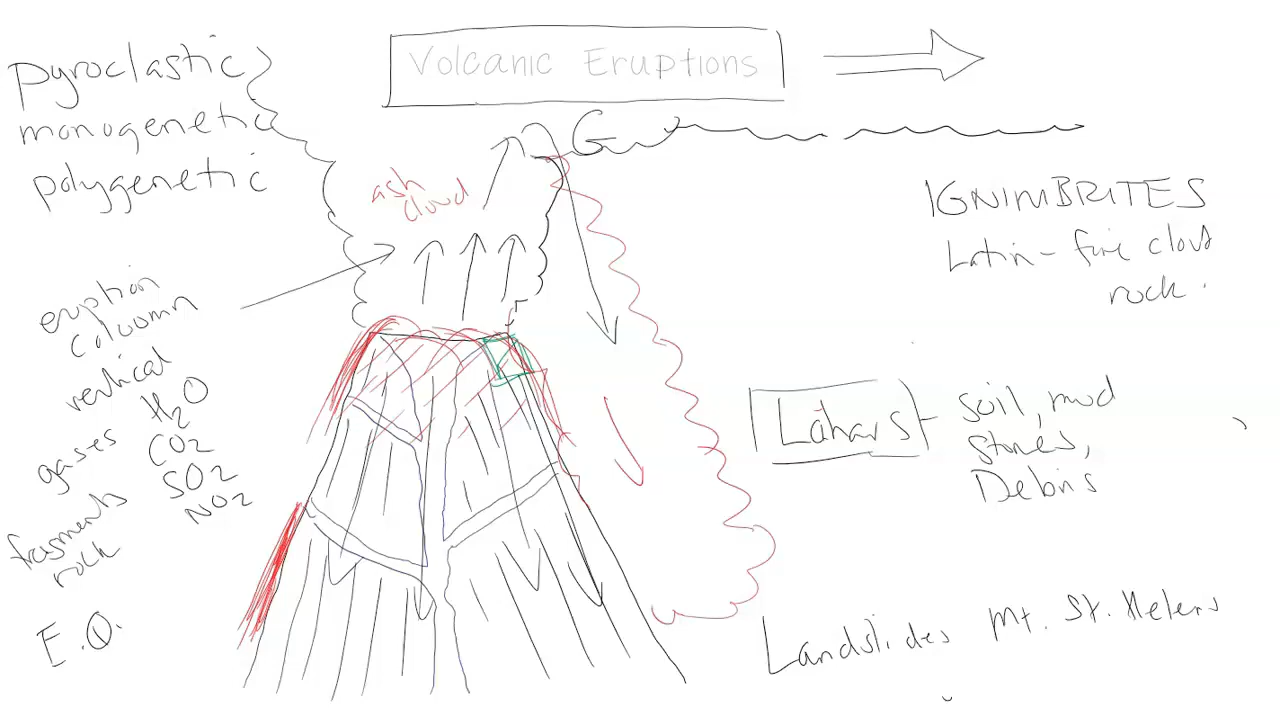 Volcanic Eruptions
pyroclastic
monogenetic
polygenetic
G
ash
cloud
IGNIMBRITES
Latin - fire cloud
rock.
eruption
coloumn
vertical
H2O
gases CO2
SO2
NO2
fragments
rock
E.Q.
Lahars - soil, mud
stones,
Debris
Landslides Mt. St. Helens